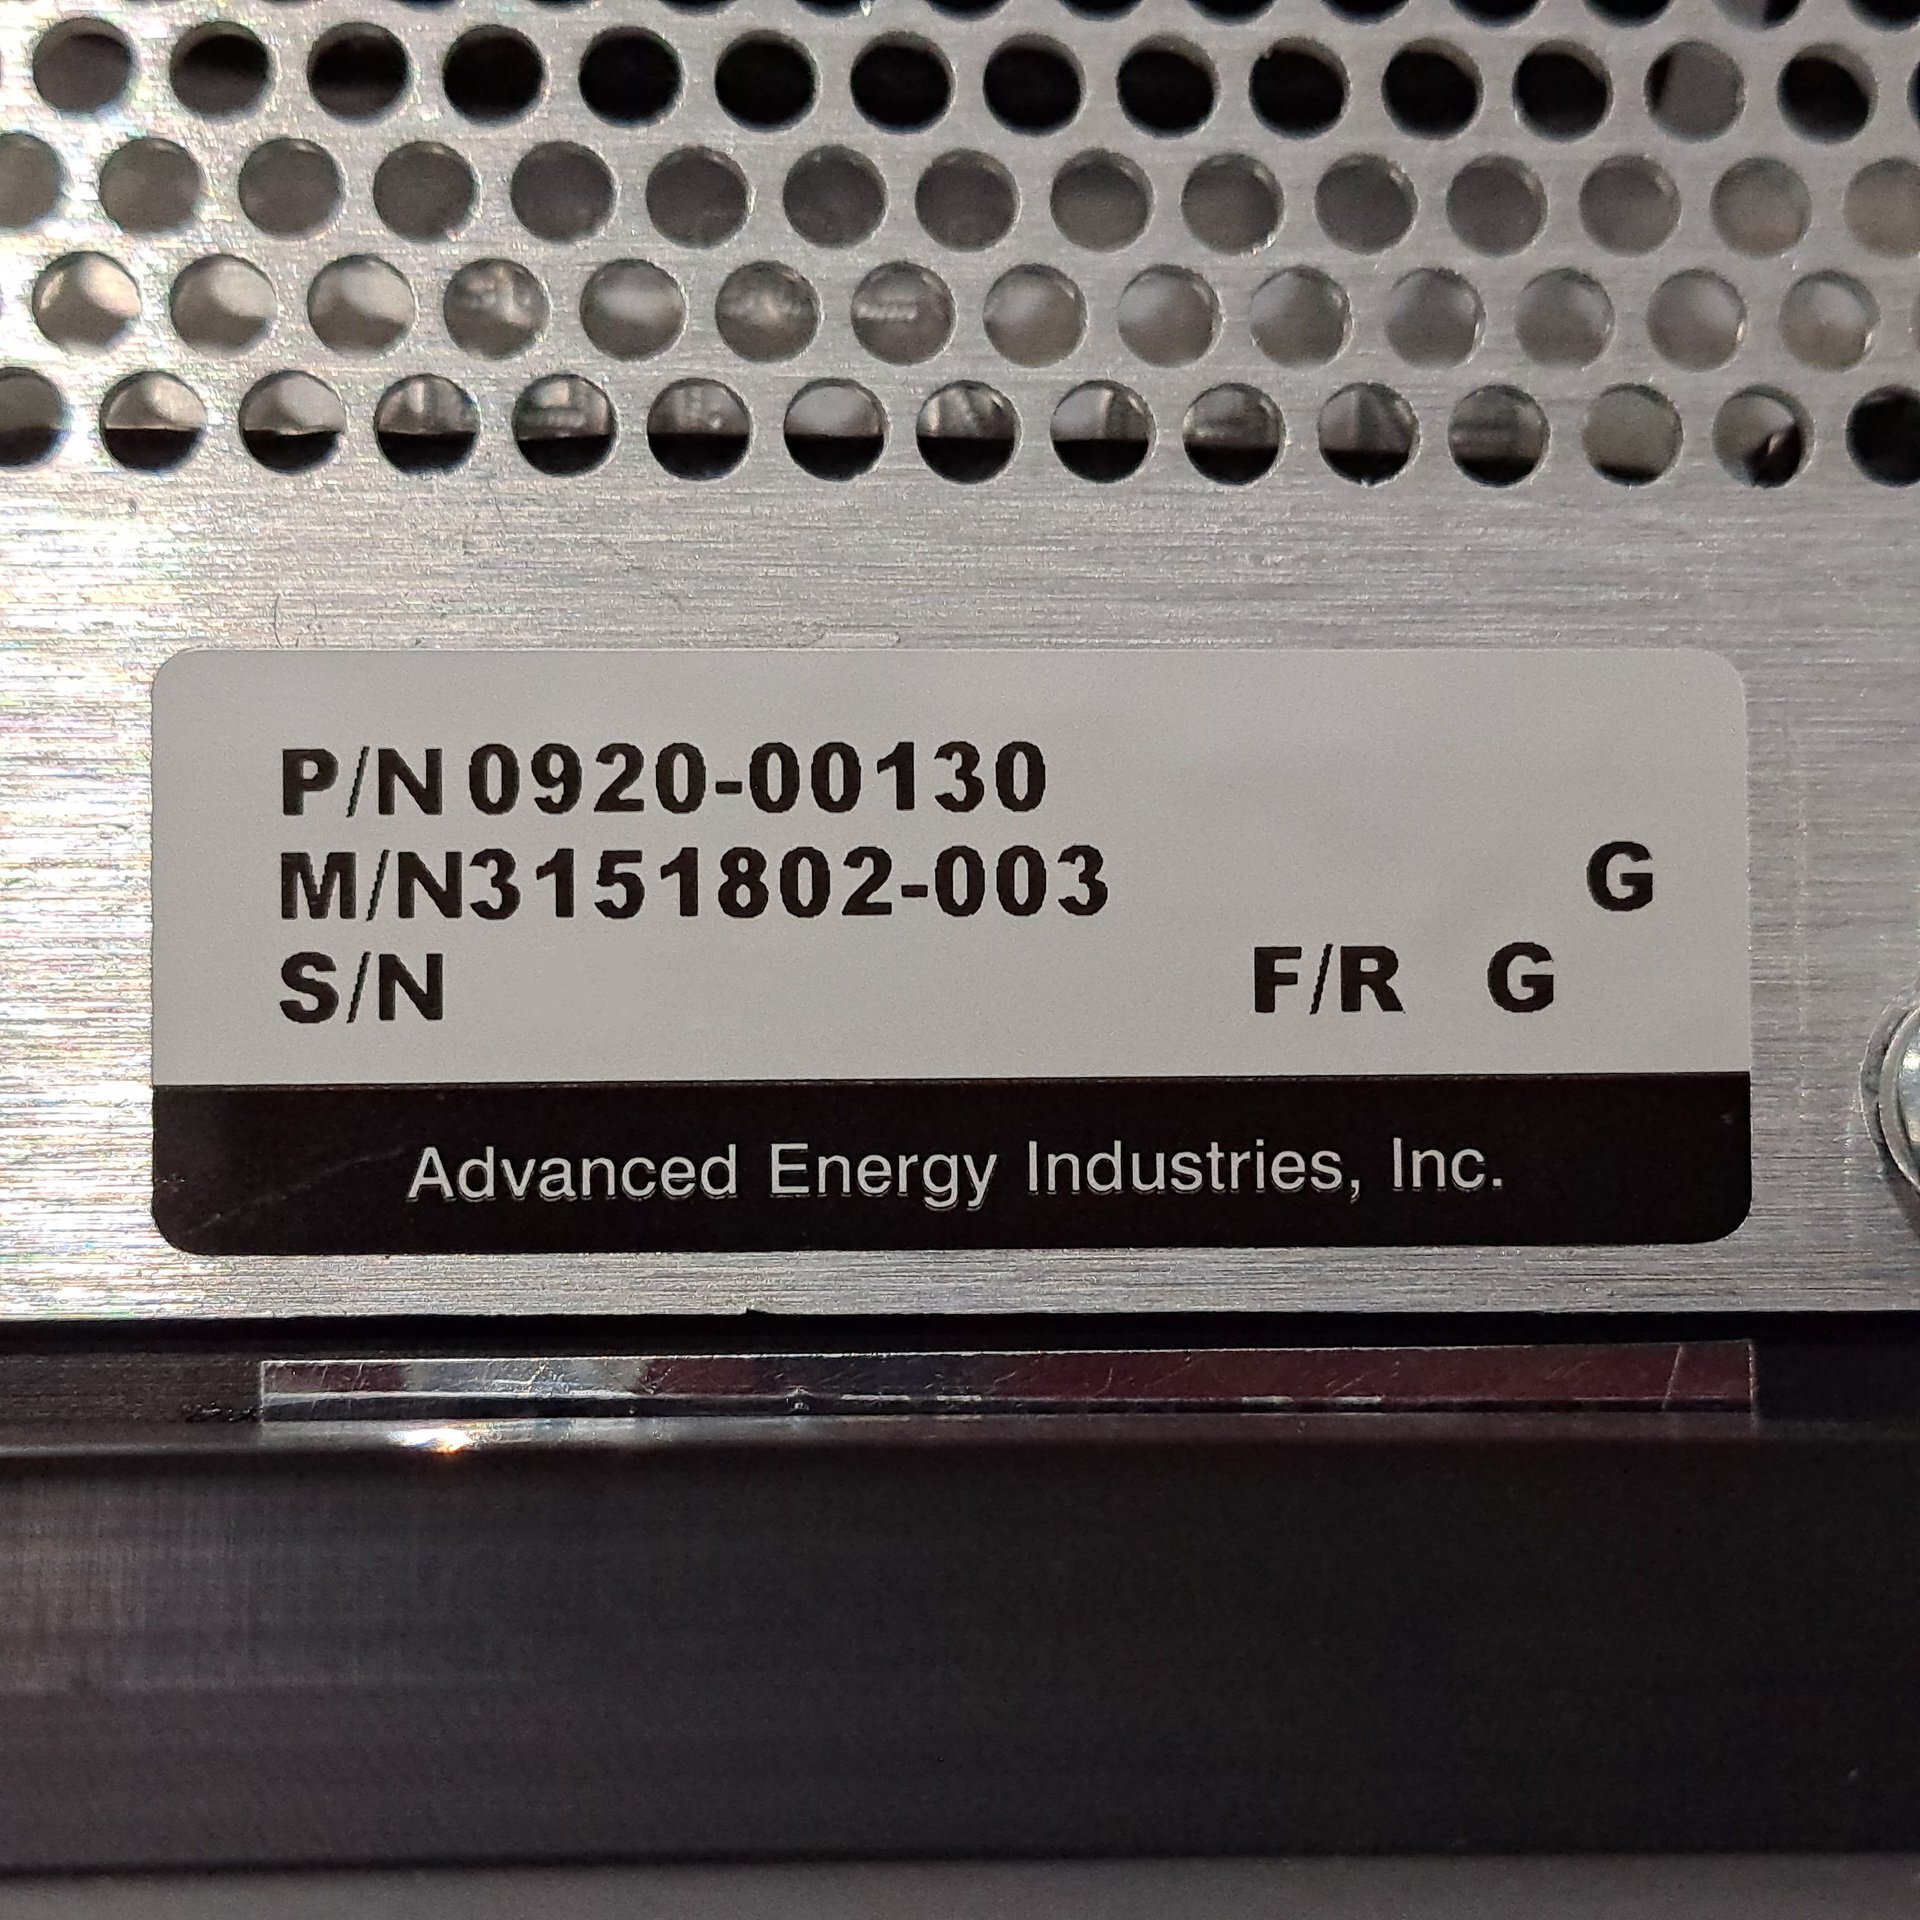 P/N 0920-00130
M/N3151802-003 G
S/N F/R G
Advanced Energy Industries, Inc.